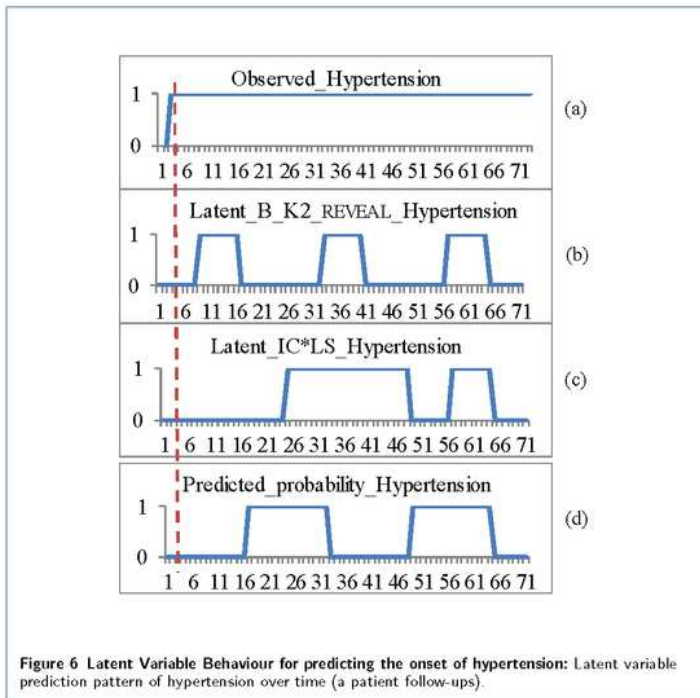 Observed_Hypertension
1
0
1 6 11 16 21 26 31 36 41 46 51 56 61 66 71
(a)
Latent_B_K2_REVEAL_Hypertension
1
0
1 6 11 16 21 26 31 36 41 46 51 56 61 66 71
(b)
Latent_IC*LS_Hypertension
1
0
1 6 11 16 21 26 31 36 41 46 51 56 61 66 71
(c)
Predicted_probability_Hypertension
1
0
1 6 11 16 21 26 31 36 41 46 51 56 61 66 71
(d)
Figure 6 Latent Variable Behaviour for predicting the onset of hypertension: Latent variable
prediction pattern of hypertension over time (a patient follow-ups).